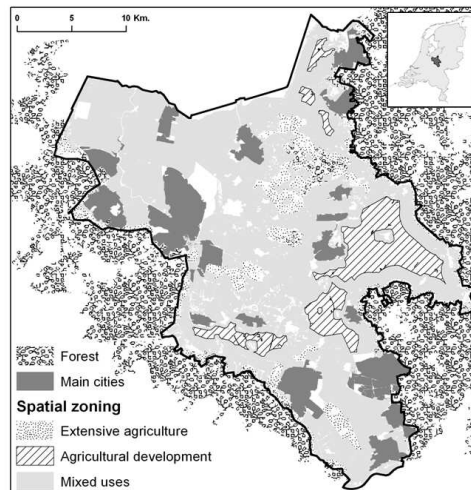 0 5 10 Km.
Forest
Main cities
Spatial zoning
Extensive agriculture
Agricultural development
Mixed uses